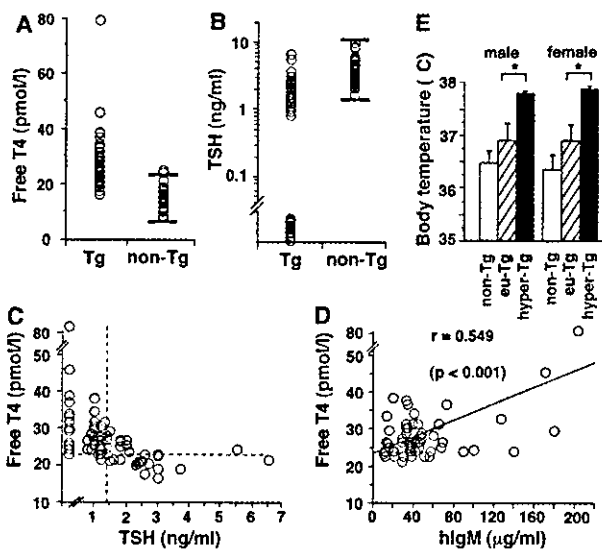 A
Free T4 (pmol/l)
80
60
40
20
0
Tg
non-Tg
B
TSH (ng/ml)
10
1
0.1
Tg
non-Tg
E
male
female
*
*
Body temperature ( C)
38
37
36
35
non-Tg
eu-Tg
hyper-Tg
non-Tg
eu-Tg
hyper-Tg
C
Free T4 (pmol/l)
80
50
40
30
20
10
1
2
3
4
5
6
7
TSH (ng/ml)
D
Free T4 (pmol/l)
80
50
40
30
20
10
r = 0.549
(p < 0.001)
0
40
80
120
160
200
hIgM (µg/ml)